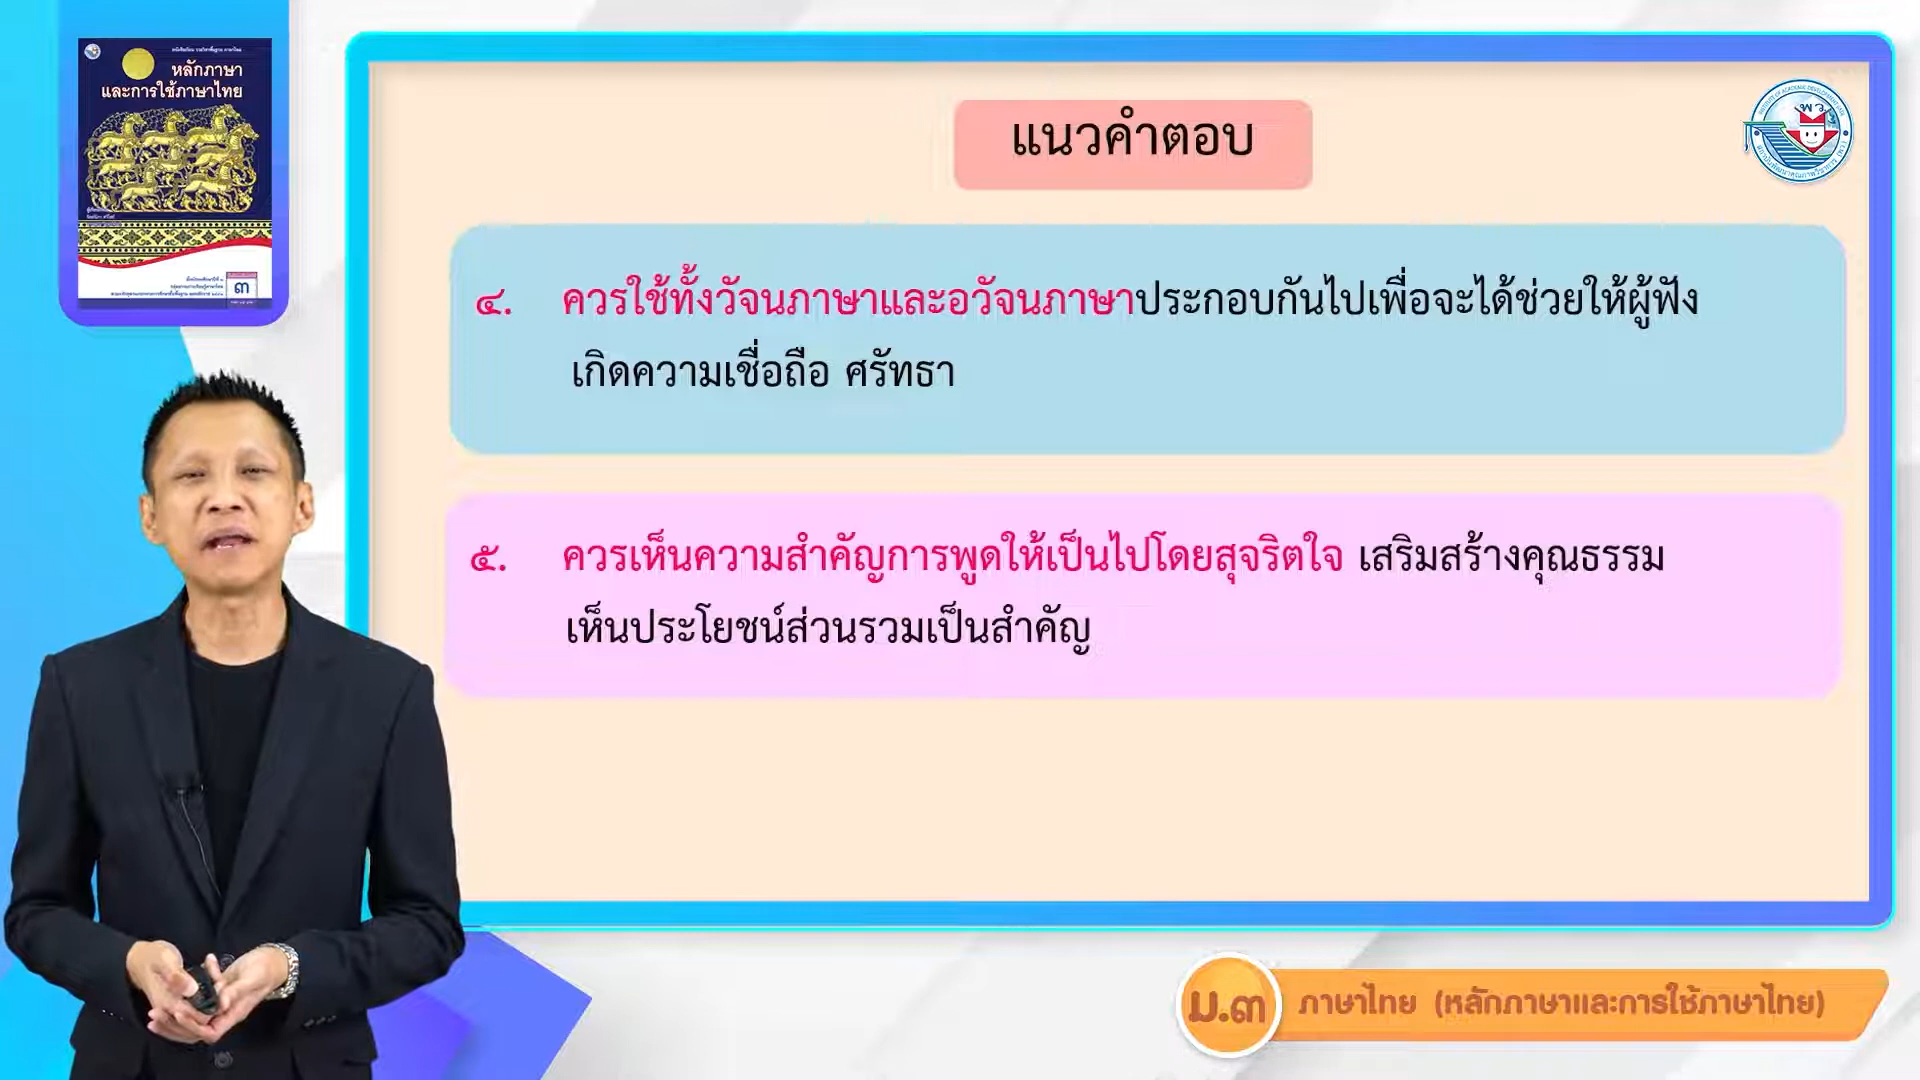 หลักภาษา
และการใช้ภาษาไทย
๓
แนวคำตอบ
๔. ควรใช้ทั้งวัจนภาษาและอวัจนภาษาประกอบกันไปเพื่อจะได้ช่วยให้ผู้ฟัง
เกิดความเชื่อถือ ศรัทธา
๕. ควรเห็นความสำคัญการพูดให้เป็นไปโดยสุจริตใจ เสริมสร้างคุณธรรม
เห็นประโยชน์ส่วนรวมเป็นสำคัญ
ม.๓ ภาษาไทย (หลักภาษาและการใช้ภาษาไทย)